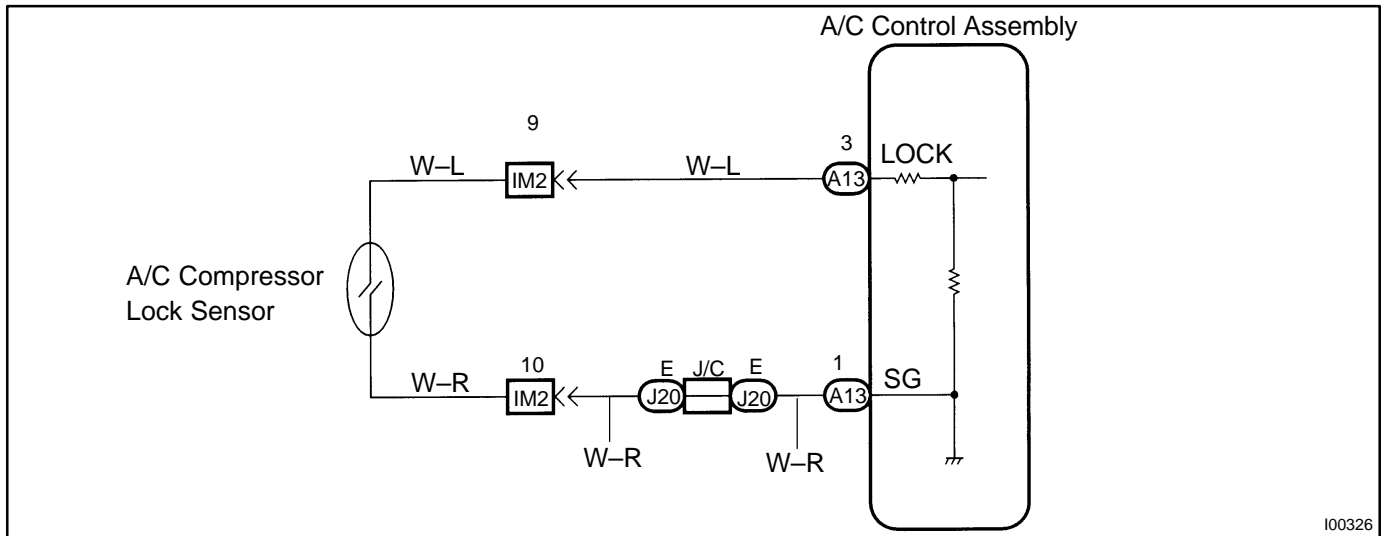 A/C Control Assembly
9
3
W–L
W–L
LOCK
IM2
A13
A/C Compressor
Lock Sensor
10
E
J/C
E
1
W–R
SG
IM2
J20
J20
A13
W–R
W–R
I00326